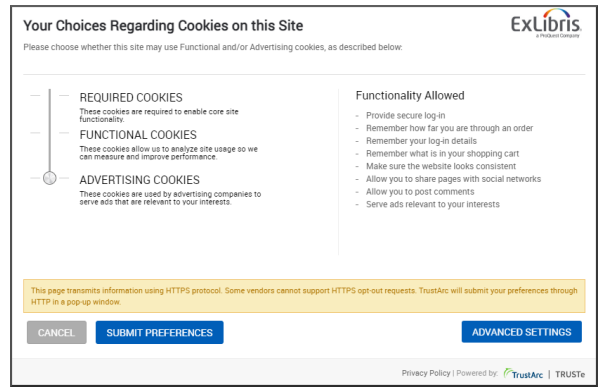 Your Choices Regarding Cookies on this Site
ExLibris.
a ProQuest Company
Please choose whether this site may use Functional and/or Advertising cookies, as described below:
REQUIRED COOKIES
These cookies are required to enable core site
functionality.
FUNCTIONAL COOKIES
These cookies allow us to analyze site usage so we
can measure and improve performance.
ADVERTISING COOKIES
These cookies are used by advertising companies to
serve ads that are relevant to your interests.
Functionality Allowed
- Provide secure log-in
- Remember how far you are through an order
- Remember your log-in details
- Remember what is in your shopping cart
- Make sure the website looks consistent
- Allow you to share pages with social networks
- Allow you to post comments
- Serve ads relevant to your interests
This page transmits information using HTTPS protocol. Some vendors cannot support HTTPS opt-out requests. TrustArc will submit your preferences through
HTTP in a pop-up window.
CANCEL SUBMIT PREFERENCES ADVANCED SETTINGS
Privacy Policy | Powered by: TrustArc | TRUSTe